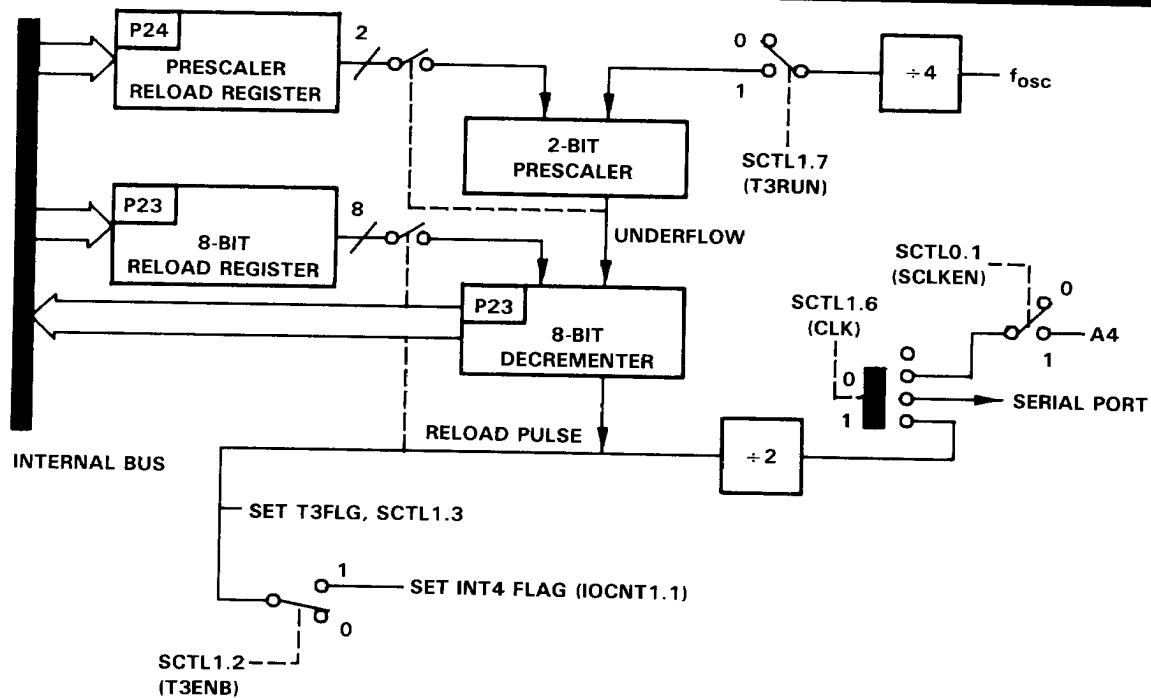 P24
PRESCALER
RELOAD REGISTER
2
0
1
÷4
fosc
2-BIT
PRESCALER
SCTL1.7
(T3RUN)
P23
8-BIT
RELOAD REGISTER
8
UNDERFLOW
P23
8-BIT
DECREMENTER
SCTL0.1
(SCLKEN)
0
1
A4
SCTL1.6
(CLK)
0
1
SERIAL PORT
RELOAD PULSE
÷2
INTERNAL BUS
SET T3FLG, SCTL1.3
1
SET INT4 FLAG (IOCNT1.1)
0
SCTL1.2
(T3ENB)